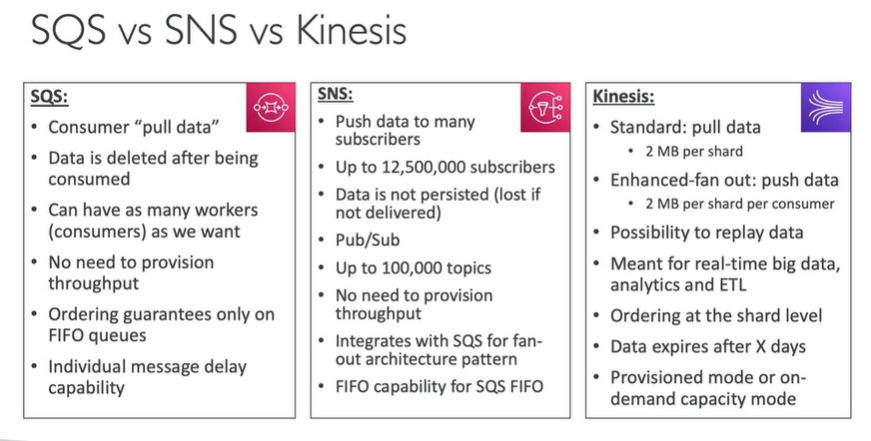 SQS vs SNS vs Kinesis
SQS:
• Consumer “pull data”
• Data is deleted after being
consumed
• Can have as many workers
(consumers) as we want
• No need to provision
throughput
• Ordering guarantees only on
FIFO queues
• Individual message delay
capability
SNS:
• Push data to many
subscribers
• Up to 12,500,000 subscribers
• Data is not persisted (lost if
not delivered)
• Pub/Sub
• Up to 100,000 topics
• No need to provision
throughput
• Integrates with SQS for fan-
out architecture pattern
• FIFO capability for SQS FIFO
Kinesis:
• Standard: pull data
• 2 MB per shard
• Enhanced-fan out: push data
• 2 MB per shard per consumer
• Possibility to replay data
• Meant for real-time big data,
analytics and ETL
• Ordering at the shard level
• Data expires after X days
• Provisioned mode or on-
demand capacity mode